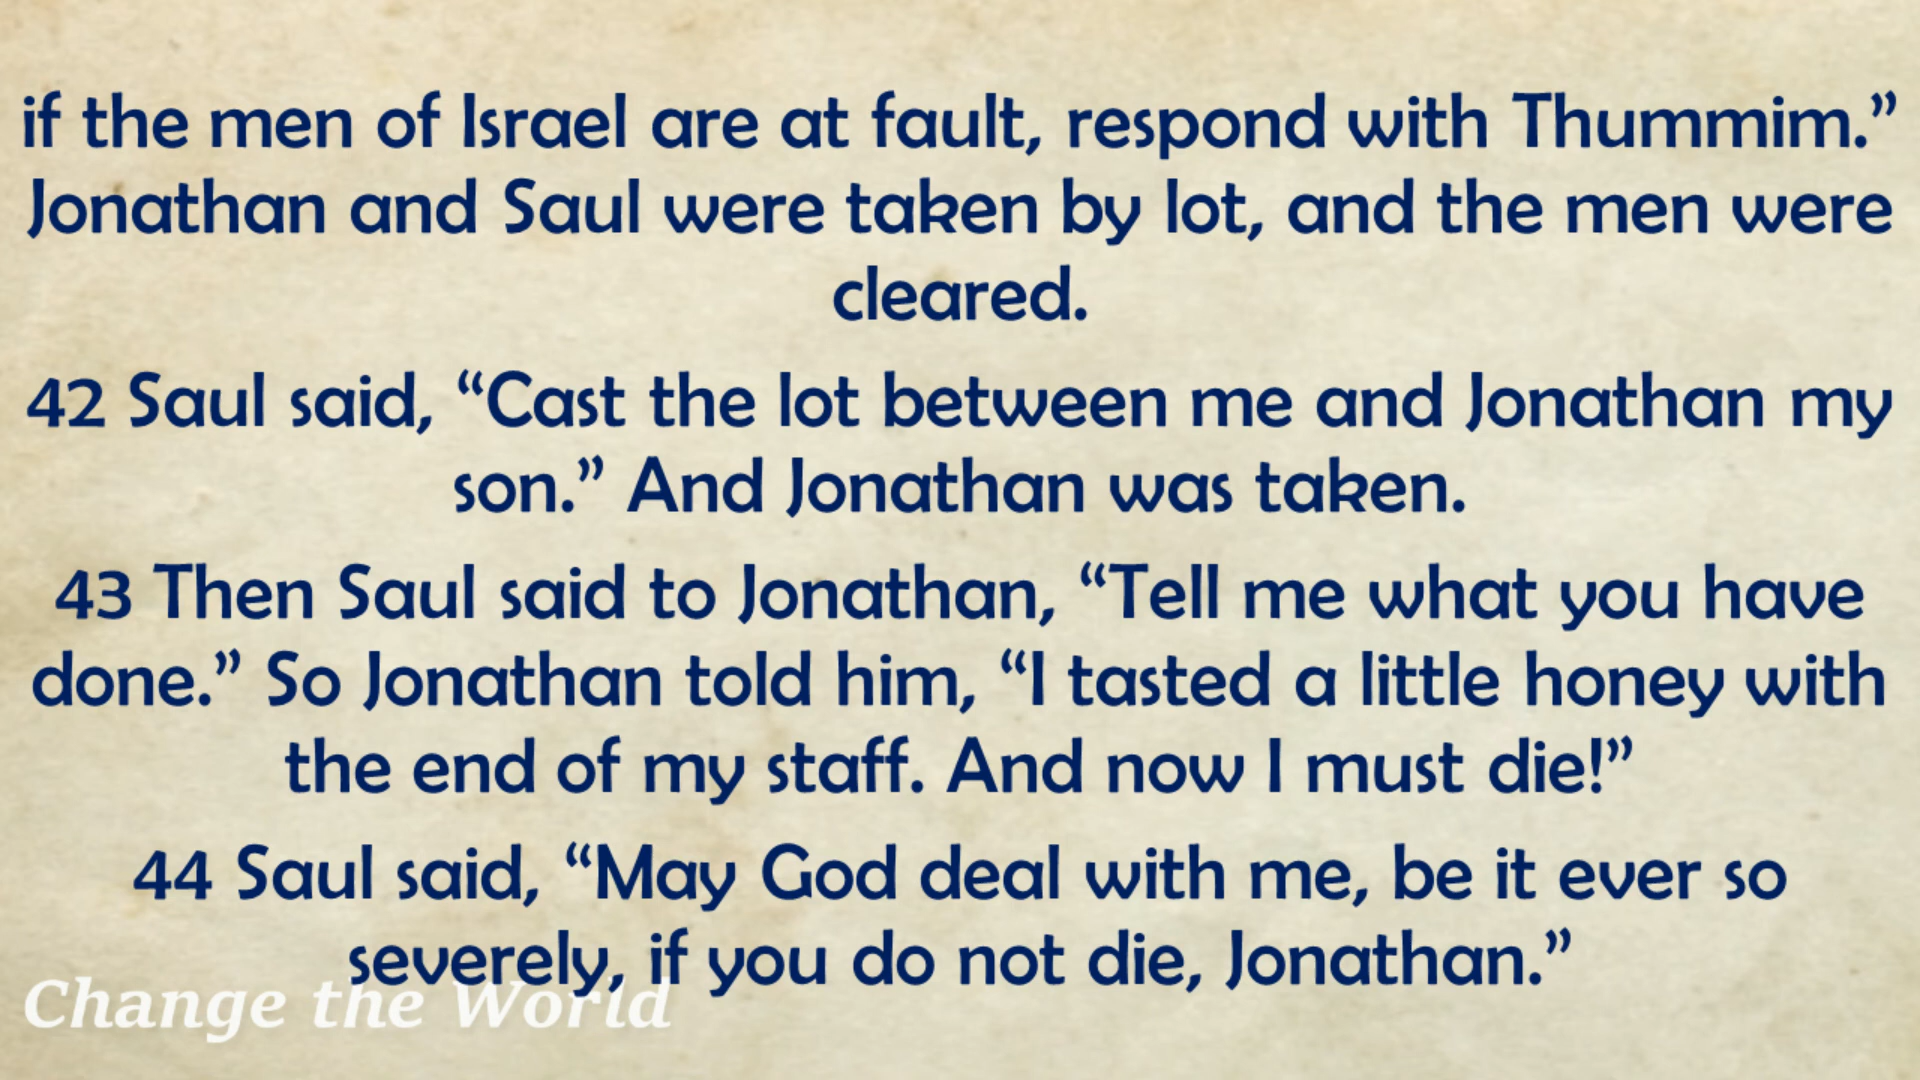 if the men of Israel are at fault, respond with Thummim.”
Jonathan and Saul were taken by lot, and the men were
cleared.
42 Saul said, “Cast the lot between me and Jonathan my
son.” And Jonathan was taken.
43 Then Saul said to Jonathan, “Tell me what you have
done.” So Jonathan told him, “I tasted a little honey with
the end of my staff. And now I must die!”
44 Saul said, “May God deal with me, be it ever so
severely, if you do not die, Jonathan.”
Change the World